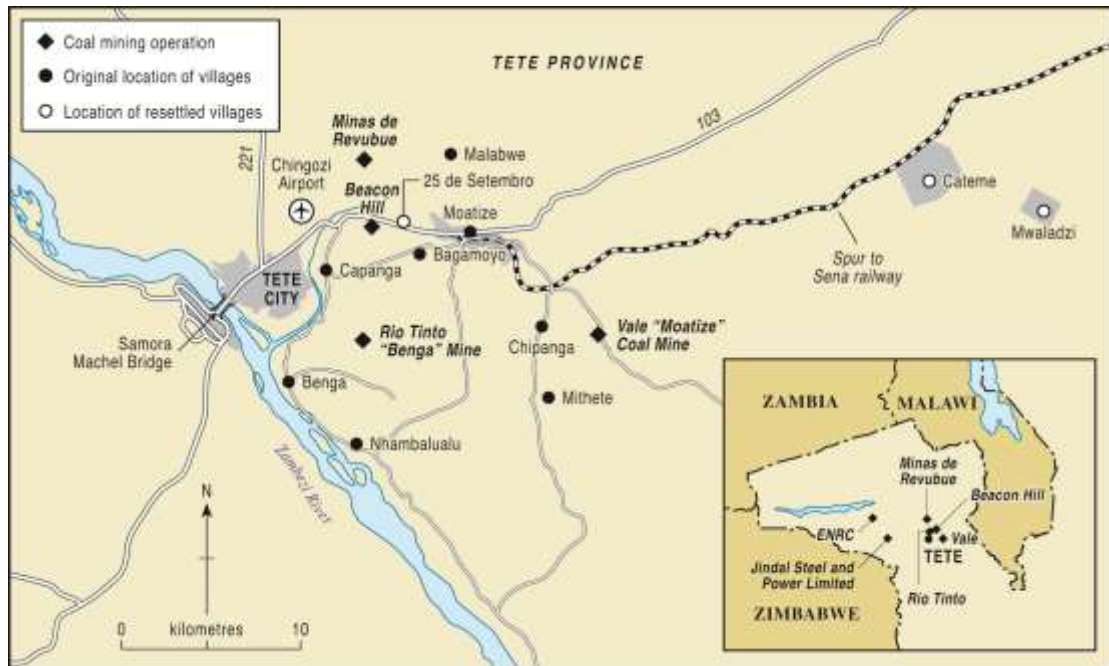 Coal mining operation
Original location of villages
Location of resettled villages
TETE PROVINCE
103
221
Minas de
Revubue
Malabwe
Chingozi
Airport
25 de Setembro
Beacon
Hill
Moatize
Cateme
Mwaladzi
Bagamoyo
Capanga
TETE
CITY
Spur to
Sena railway
Samora
Machel Bridge
Rio Tinto
"Benga" Mine
Chipanga
Vale "Moatize"
Coal Mine
Benga
Mithete
Nhambalualu
Zambezi River
N
0 kilometres 10
ZAMBIA
MALAWI
Minas de
Revubue
Beacon Hill
ENRC
Vale
TETE
Jindal Steel and
Power Limited
Rio Tinto
ZIMBABWE